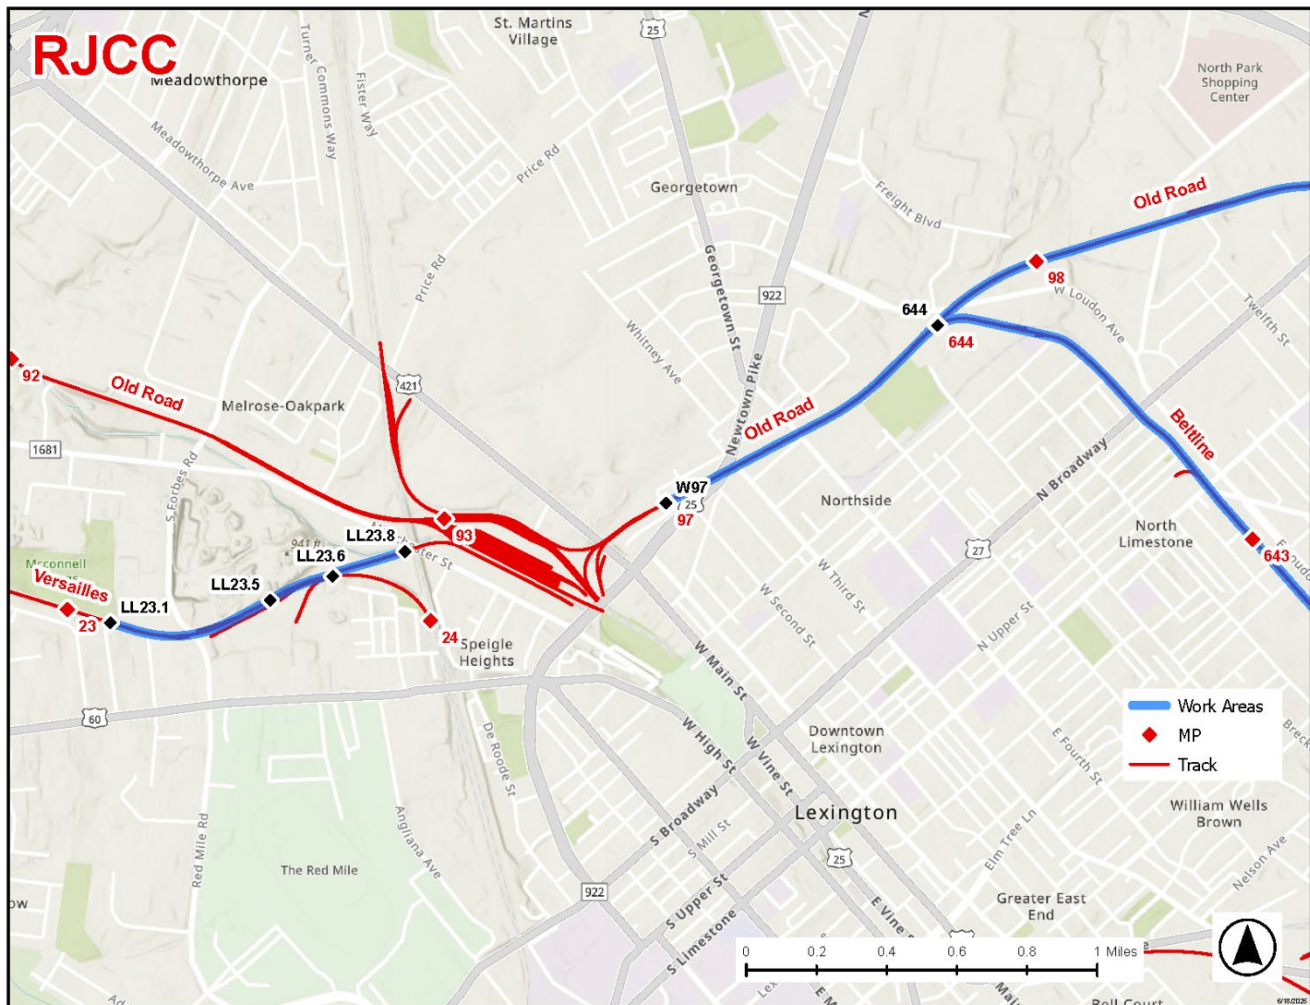 RJCC
St. Martins
Village
25
Meadowthorpe
Turner
Commons Way
Fister Way
North Park
Shopping
Center
Meadowthorpe Ave
Price Rd
Georgetown
Freight Blvd
Old Road
98
W Loudon Ave
Twelfth St
Georgetown St
922
Price Rd
644
644
Whitney Ave
Newtown Pike
92
Old Road
421
Melrose-Oakpark
Old Road
Beltline
1681
S Forbes Rd
N Broadway
W97
25
97
Northside
North
Limestone
93
941 ft
LL23.8
LL23.6
LL23.5
27
643
W Third St
W Second St
N Upper St
Versailles
23
LL23.1
24
Speigle
Heights
W Main St
60
De Roode St
W High St
W Vine St
Downtown
Lexington
E Fourth St
Work Areas
MP
Track
Lexington
William Wells
Brown
S Broadway
S Mill St
Elm Tree Ln
Nelson Ave
Red Mile Rd
Angliana Ave
The Red Mile
25
922
S Upper St
S Limestone
E Vine St
Greater East
End
0 0.2 0.4 0.6 0.8 1 Miles